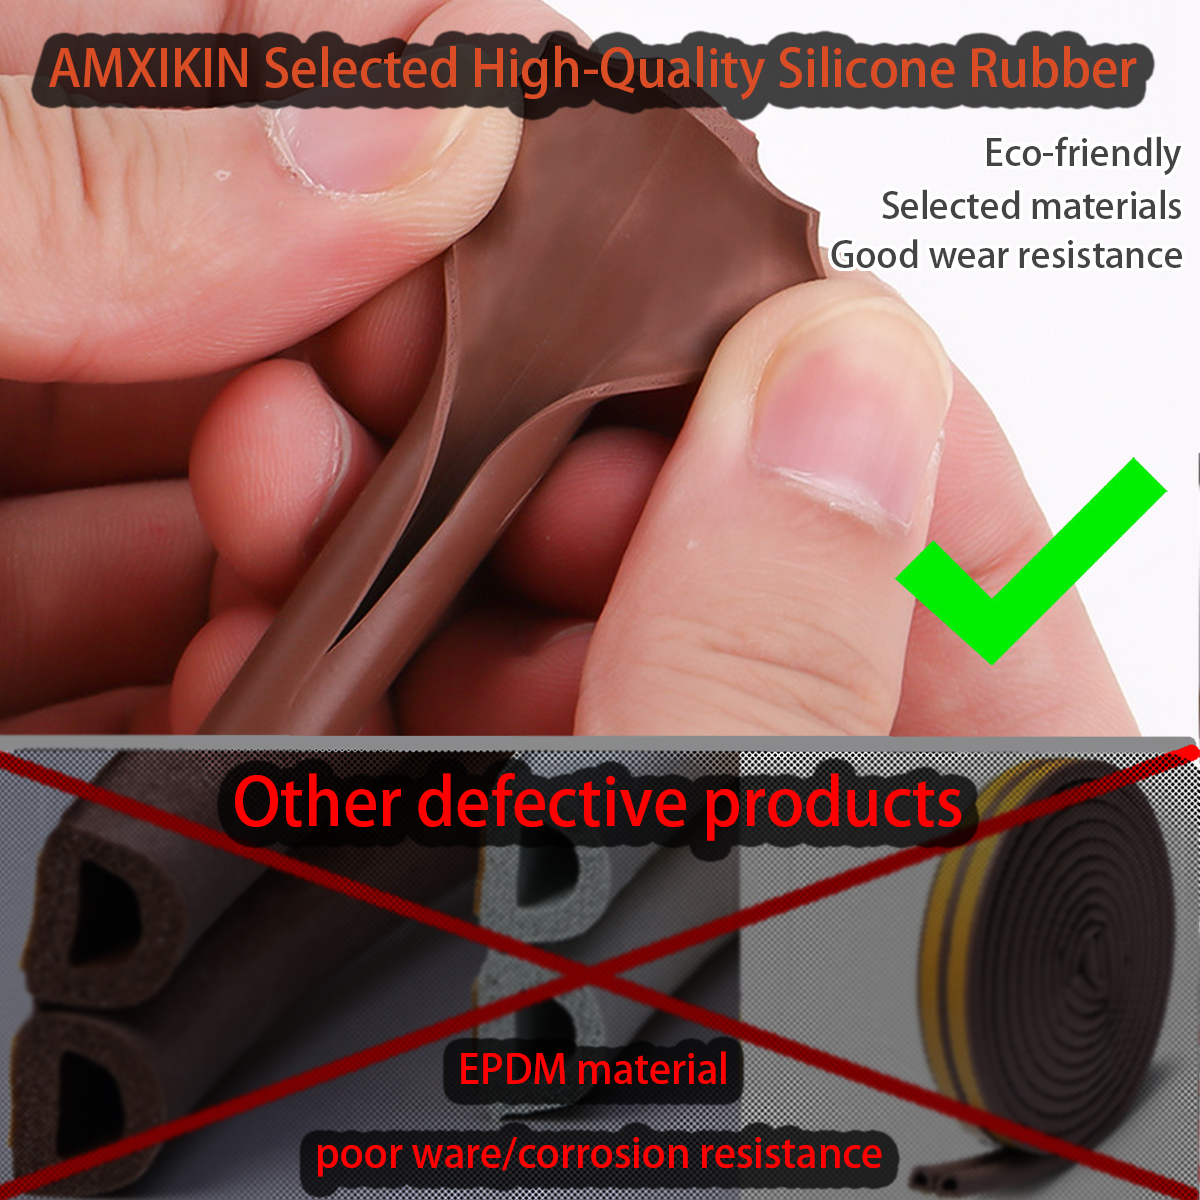 AMXIKIN Selected High-Quality Silicone Rubber
Eco-friendly
Selected materials
Good wear resistance
Other defective products
EPDM material
poor ware/corrosion resistance